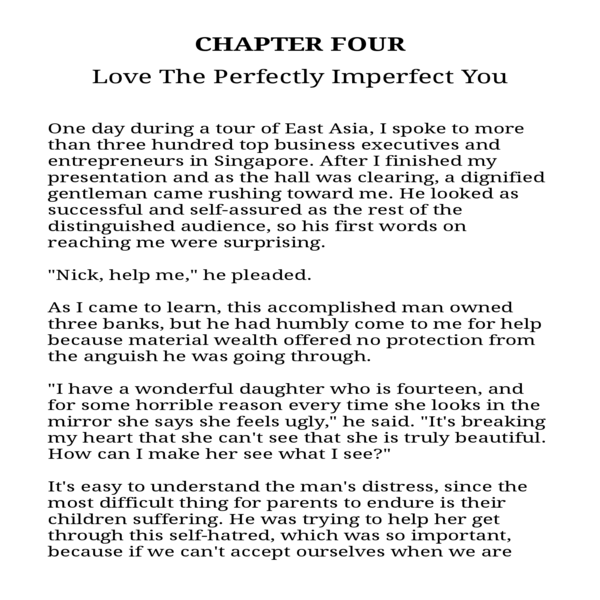 CHAPTER FOUR
Love The Perfectly Imperfect You
One day during a tour of East Asia, I spoke to more
than three hundred top business executives and
entrepreneurs in Singapore. After I finished my
presentation and as the hall was clearing, a dignified
gentleman came rushing toward me. He looked as
successful and self-assured as the rest of the
distinguished audience, so his first words on
reaching me were surprising.
"Nick, help me," he pleaded.
As I came to learn, this accomplished man owned
three banks, but he had humbly come to me for help
because material wealth offered no protection from
the anguish he was going through.
"I have a wonderful daughter who is fourteen, and
for some horrible reason every time she looks in the
mirror she says she feels ugly," he said. "It's breaking
my heart that she can't see that she is truly beautiful.
How can I make her see what I see?"
It's easy to understand the man's distress, since the
most difficult thing for parents to endure is their
children suffering. He was trying to help her get
through this self-hatred, which was so important,
because if we can't accept ourselves when we are